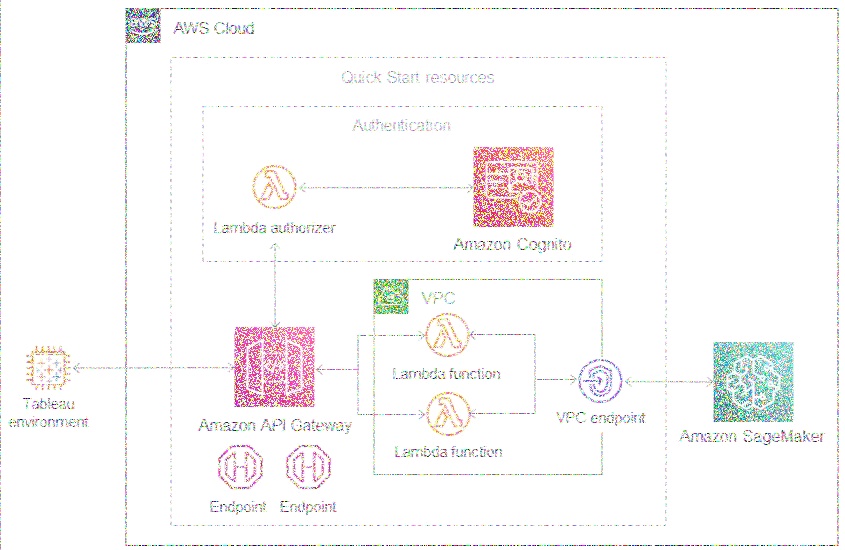 AWS Cloud
Quick Start resources
Authentication
Lambda authorizer
Amazon Cognito
VPC
Lambda function
Tableau
environment
Amazon API Gateway
Lambda function
VPC endpoint
Amazon SageMaker
Endpoint
Endpoint